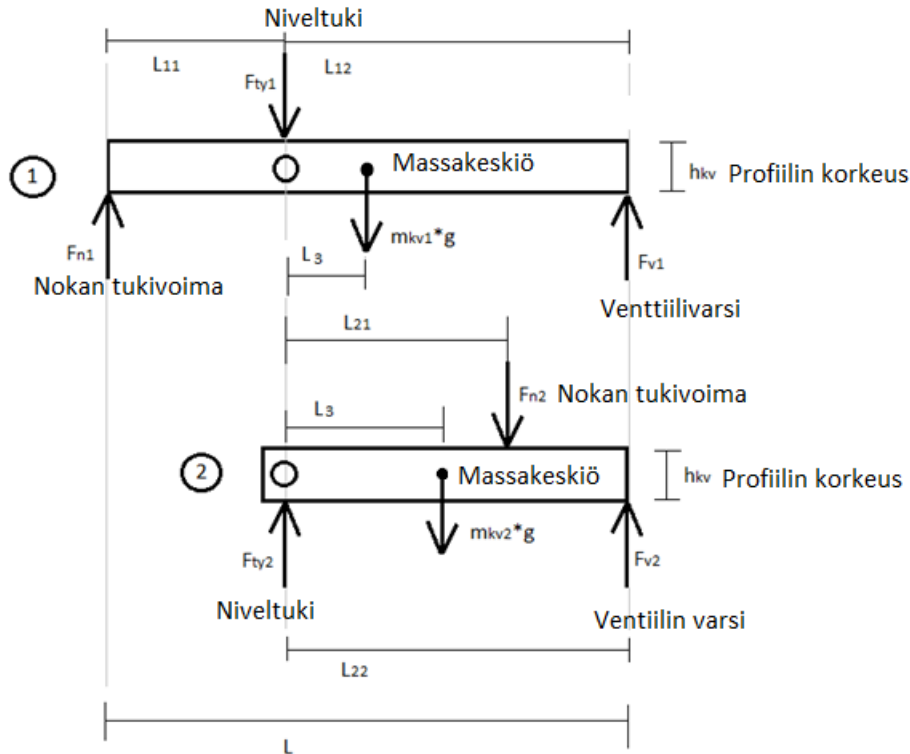 Niveltuki
L11
Fty1
L12
1
Massakeskiö
hkv Profiilin korkeus
mkv1*g
Fn1
L3
Fv1
Nokan tukivoima
Venttiilivarsi
L21
Fn2 Nokan tukivoima
L3
2
Massakeskiö
hkv Profiilin korkeus
mkv2*g
Fty2
Fv2
Niveltuki
Ventiilin varsi
L22
L